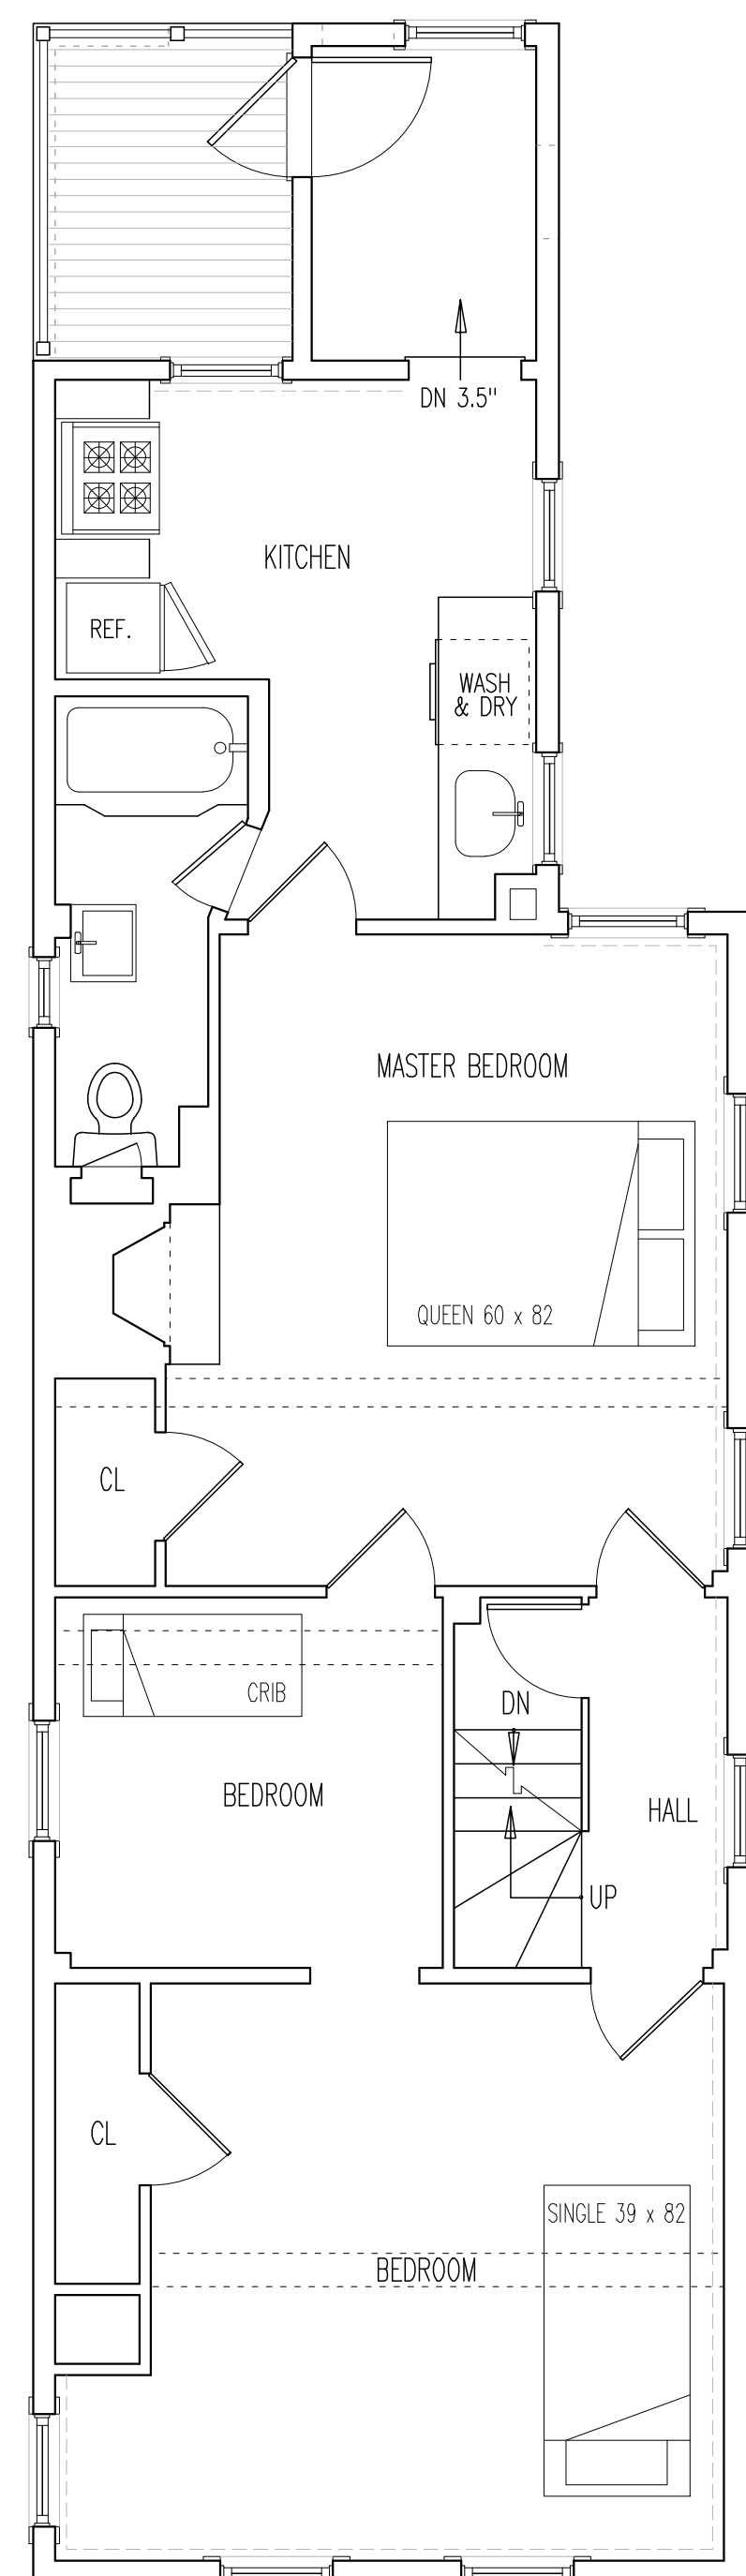 DN 3.5"
KITCHEN
REF.
WASH
& DRY
MASTER BEDROOM
QUEEN 60 x 82
CL
CRIB
DN
BEDROOM
HALL
UP
CL
SINGLE 39 x 82
BEDROOM